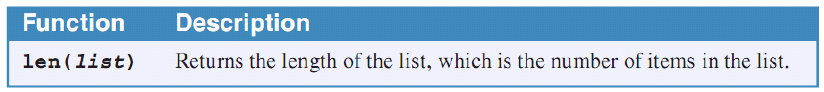 Function Description
len(list) Returns the length of the list, which is the number of items in the list.